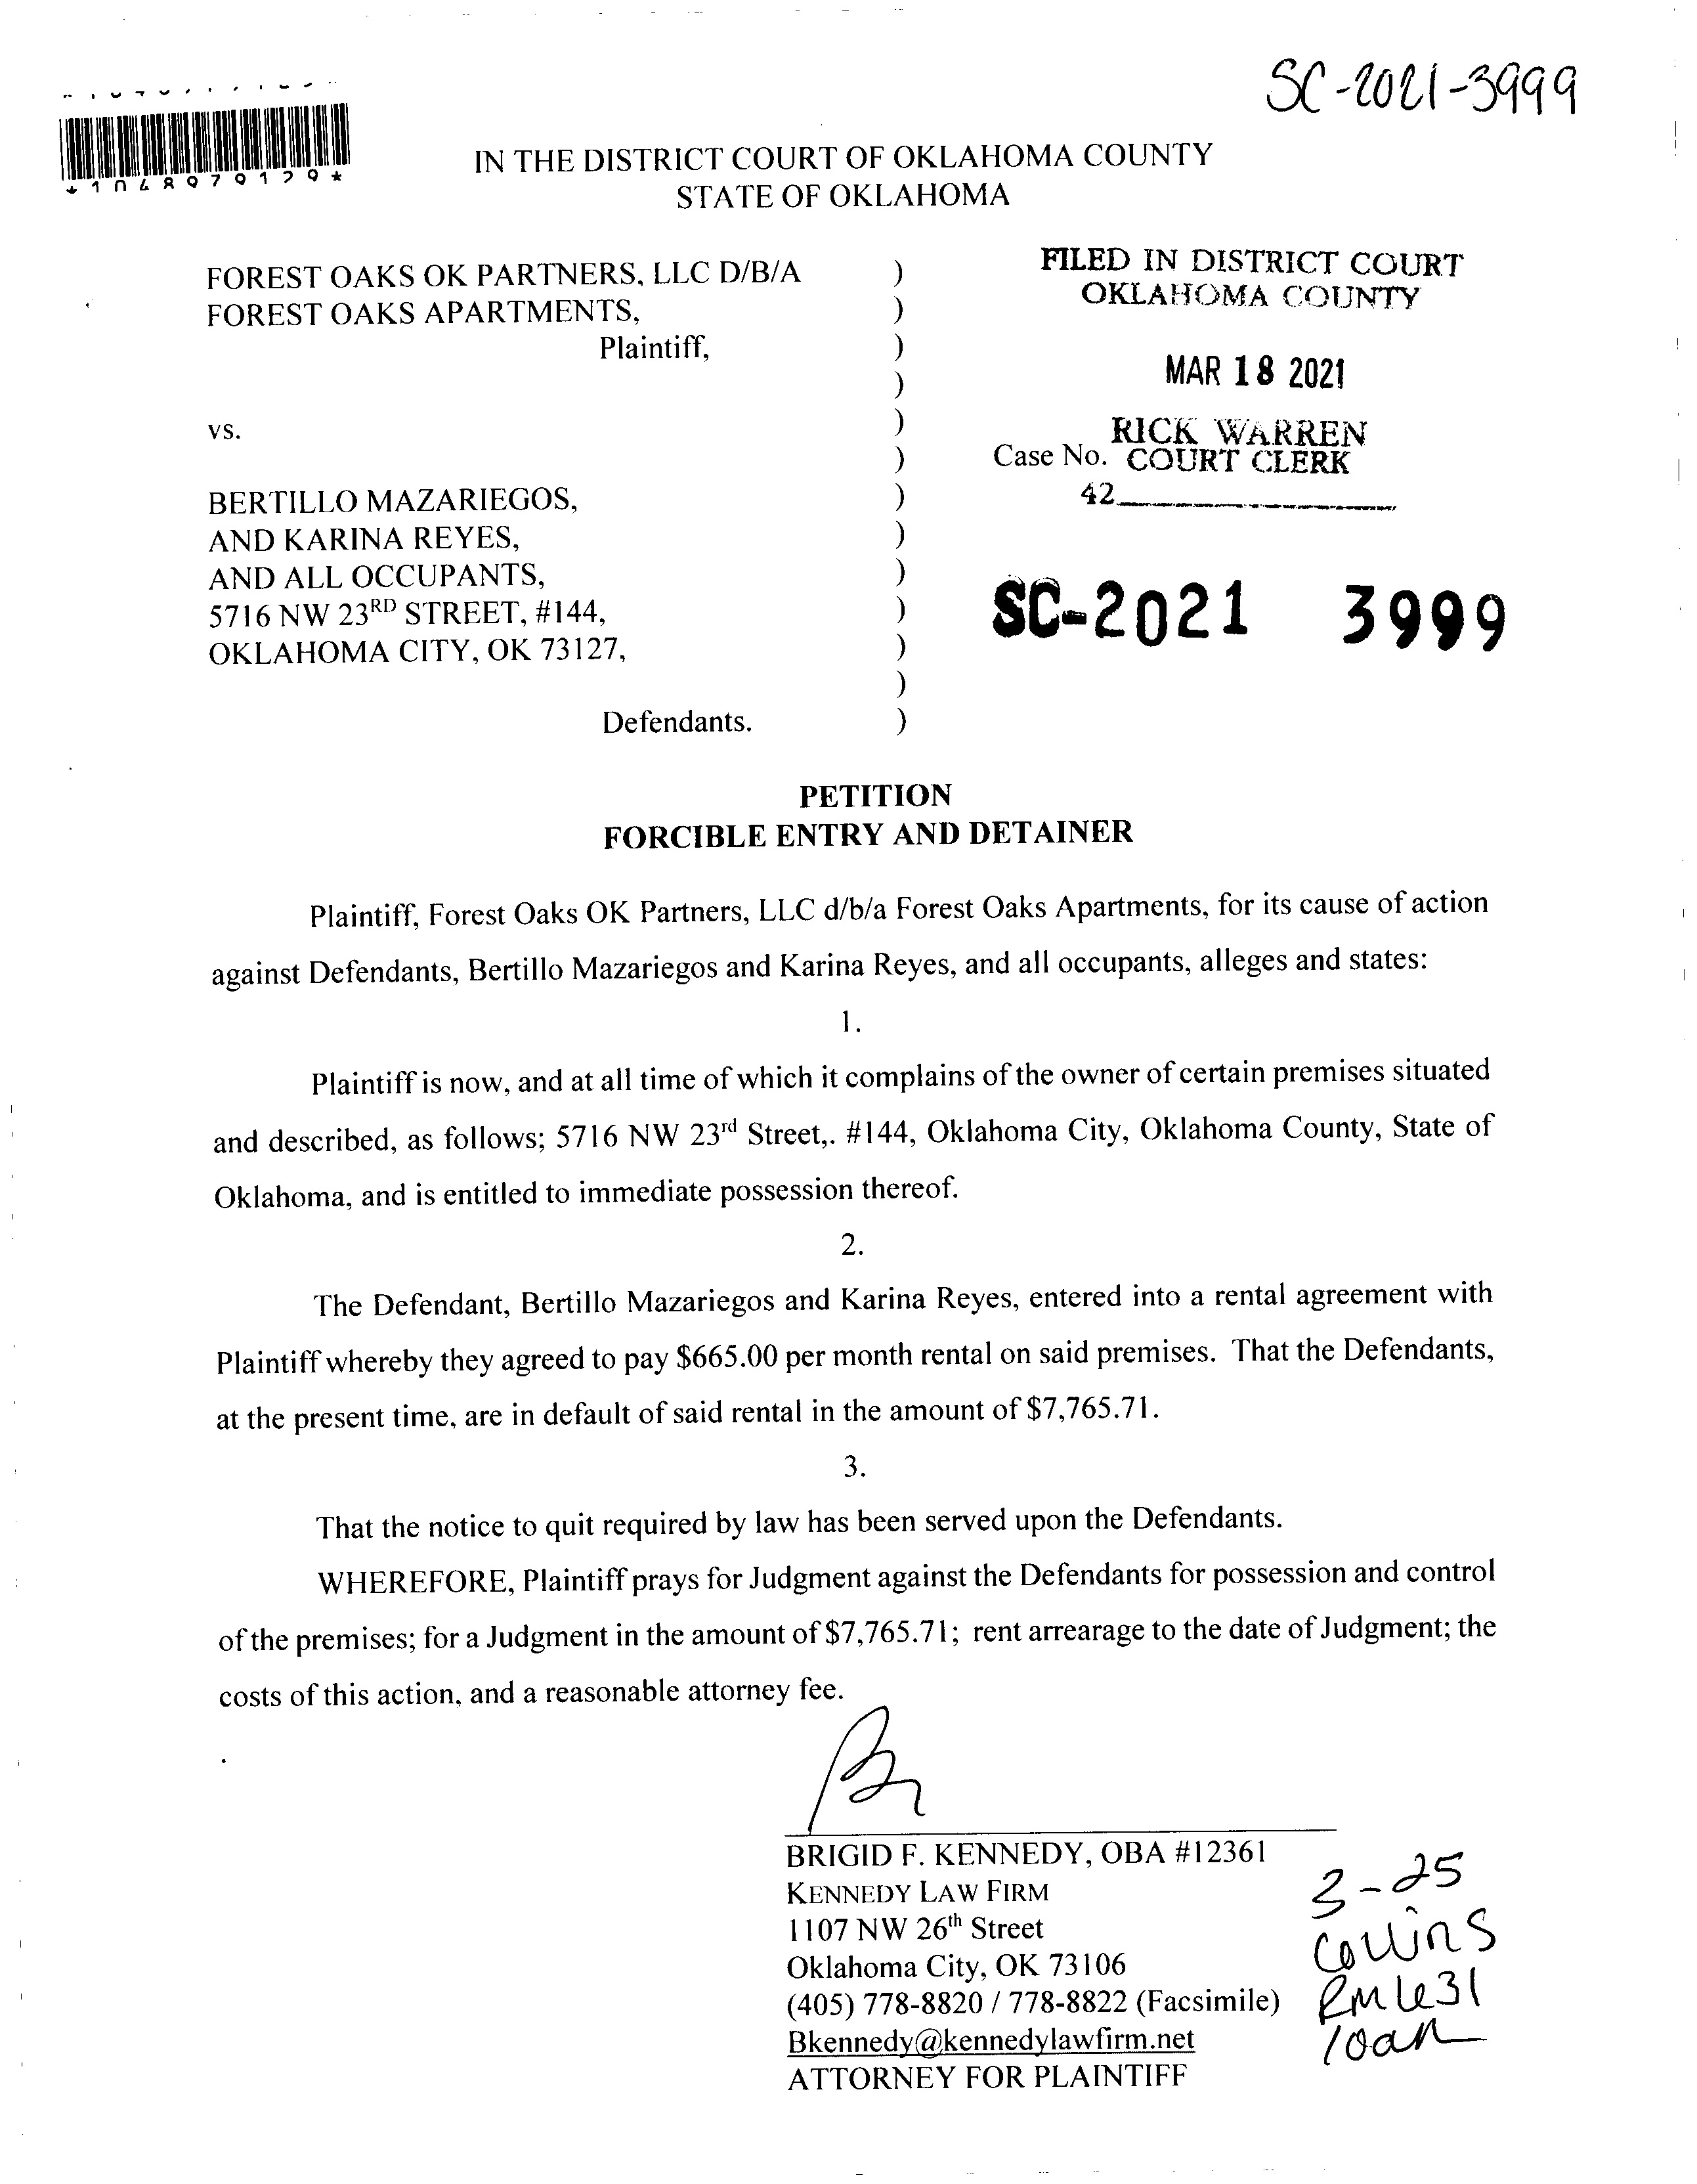 SC-2021-3999
*1048979129*
IN THE DISTRICT COURT OF OKLAHOMA COUNTY
STATE OF OKLAHOMA
FOREST OAKS OK PARTNERS, LLC D/B/A )
FOREST OAKS APARTMENTS, )
Plaintiff, )
)
vs. )
)
BERTILLO MAZARIEGOS, )
AND KARINA REYES, )
AND ALL OCCUPANTS, )
5716 NW 23RD STREET, #144, )
OKLAHOMA CITY, OK 73127, )
)
Defendants. )
FILED IN DISTRICT COURT
OKLAHOMA COUNTY
MAR 18 2021
RICK WARREN
Case No. COURT CLERK
42
SC-2021 3999
PETITION
FORCIBLE ENTRY AND DETAINER
Plaintiff, Forest Oaks OK Partners, LLC d/b/a Forest Oaks Apartments, for its cause of action
against Defendants, Bertillo Mazariegos and Karina Reyes, and all occupants, alleges and states:
1.
Plaintiff is now, and at all time of which it complains of the owner of certain premises situated
and described, as follows; 5716 NW 23rd Street,. #144, Oklahoma City, Oklahoma County, State of
Oklahoma, and is entitled to immediate possession thereof.
2.
The Defendant, Bertillo Mazariegos and Karina Reyes, entered into a rental agreement with
Plaintiff whereby they agreed to pay $665.00 per month rental on said premises. That the Defendants,
at the present time, are in default of said rental in the amount of $7,765.71.
3.
That the notice to quit required by law has been served upon the Defendants.
WHEREFORE, Plaintiff prays for Judgment against the Defendants for possession and control
of the premises; for a Judgment in the amount of $7,765.71; rent arrearage to the date of Judgment; the
costs of this action, and a reasonable attorney fee.
BRIGID F. KENNEDY, OBA #12361
KENNEDY LAW FIRM
1107 NW 26th Street
Oklahoma City, OK 73106
(405) 778-8820 / 778-8822 (Facsimile)
Bkennedy@kennedylawfirm.net
ATTORNEY FOR PLAINTIFF
3-25
Collins
10am